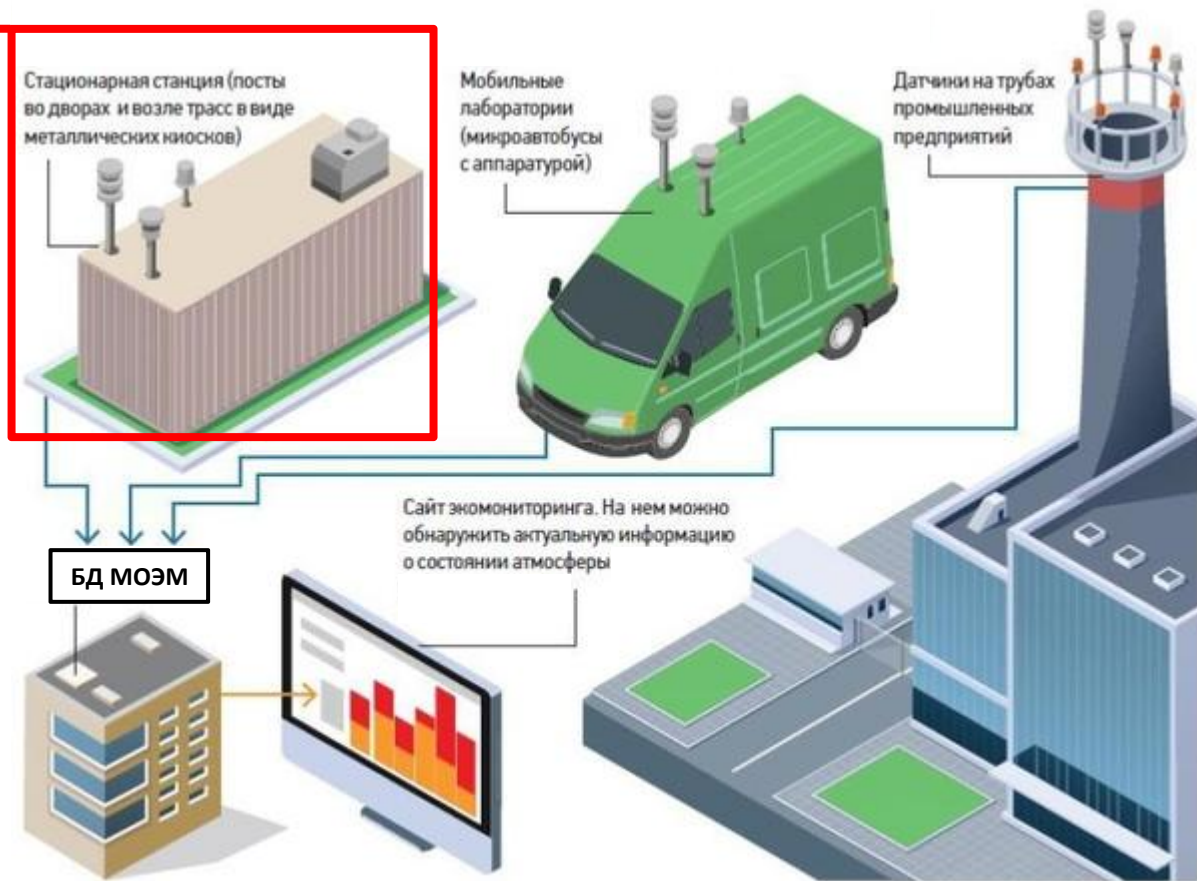 Стационарная станция (посты
во дворах и возле трасс в виде
металлических киосков)
Мобильные
лаборатории
(микроавтобусы
с аппаратурой)
Датчики на трубах
промышленных
предприятий
Сайт экомониторинга. На нем можно
обнаружить актуальную информацию
о состоянии атмосферы
БД МОЭМ